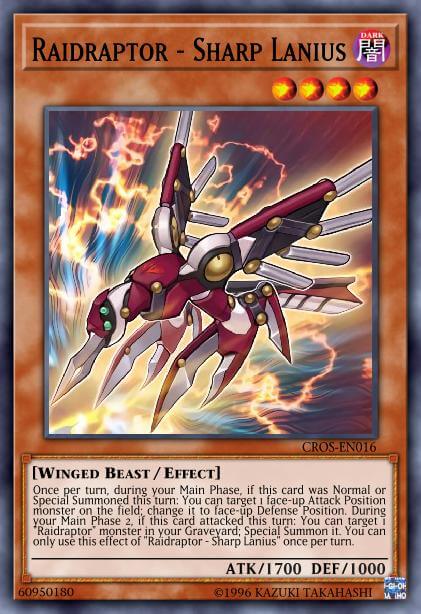 Raidraptor - Sharp Lanius
DARK
闇
CROS-EN016
[Winged Beast / Effect]
Once per turn, during your Main Phase, if this card was Normal or
Special Summoned this turn: You can target 1 face-up Attack Position
monster on the field; change it to face-up Defense Position. During
your Main Phase 2, if this card attacked this turn: You can target 1
"Raidraptor" monster in your Graveyard; Special Summon it. You can
only use this effect of "Raidraptor - Sharp Lanius" once per turn.
ATK/1700 DEF/1000
60950180
©1996 KAZUKI TAKAHASHI